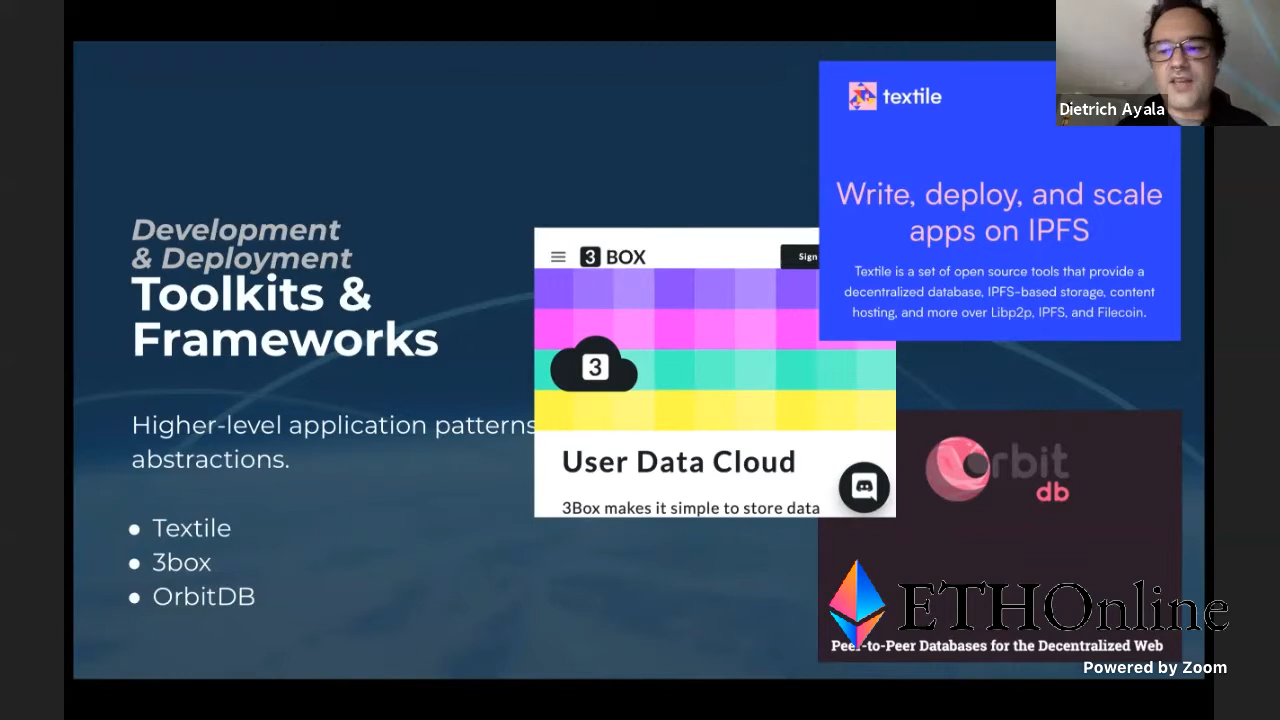 Development
& Deployment
Toolkits &
Frameworks
Higher-level application patterns
abstractions.
● Textile
● 3box
● OrbitDB
3 BOX
Sign
3
User Data Cloud
3Box makes it simple to store data
textile
Write, deploy, and scale
apps on IPFS
Textile is a set of open source tools that provide a
decentralized database, IPFS-based storage, content
hosting, and more over Libp2p, IPFS, and Filecoin.
Dietrich Ayala
orbit
db
ETHOnline
Peer-to-Peer Databases for the Decentralized Web
Powered by Zoom